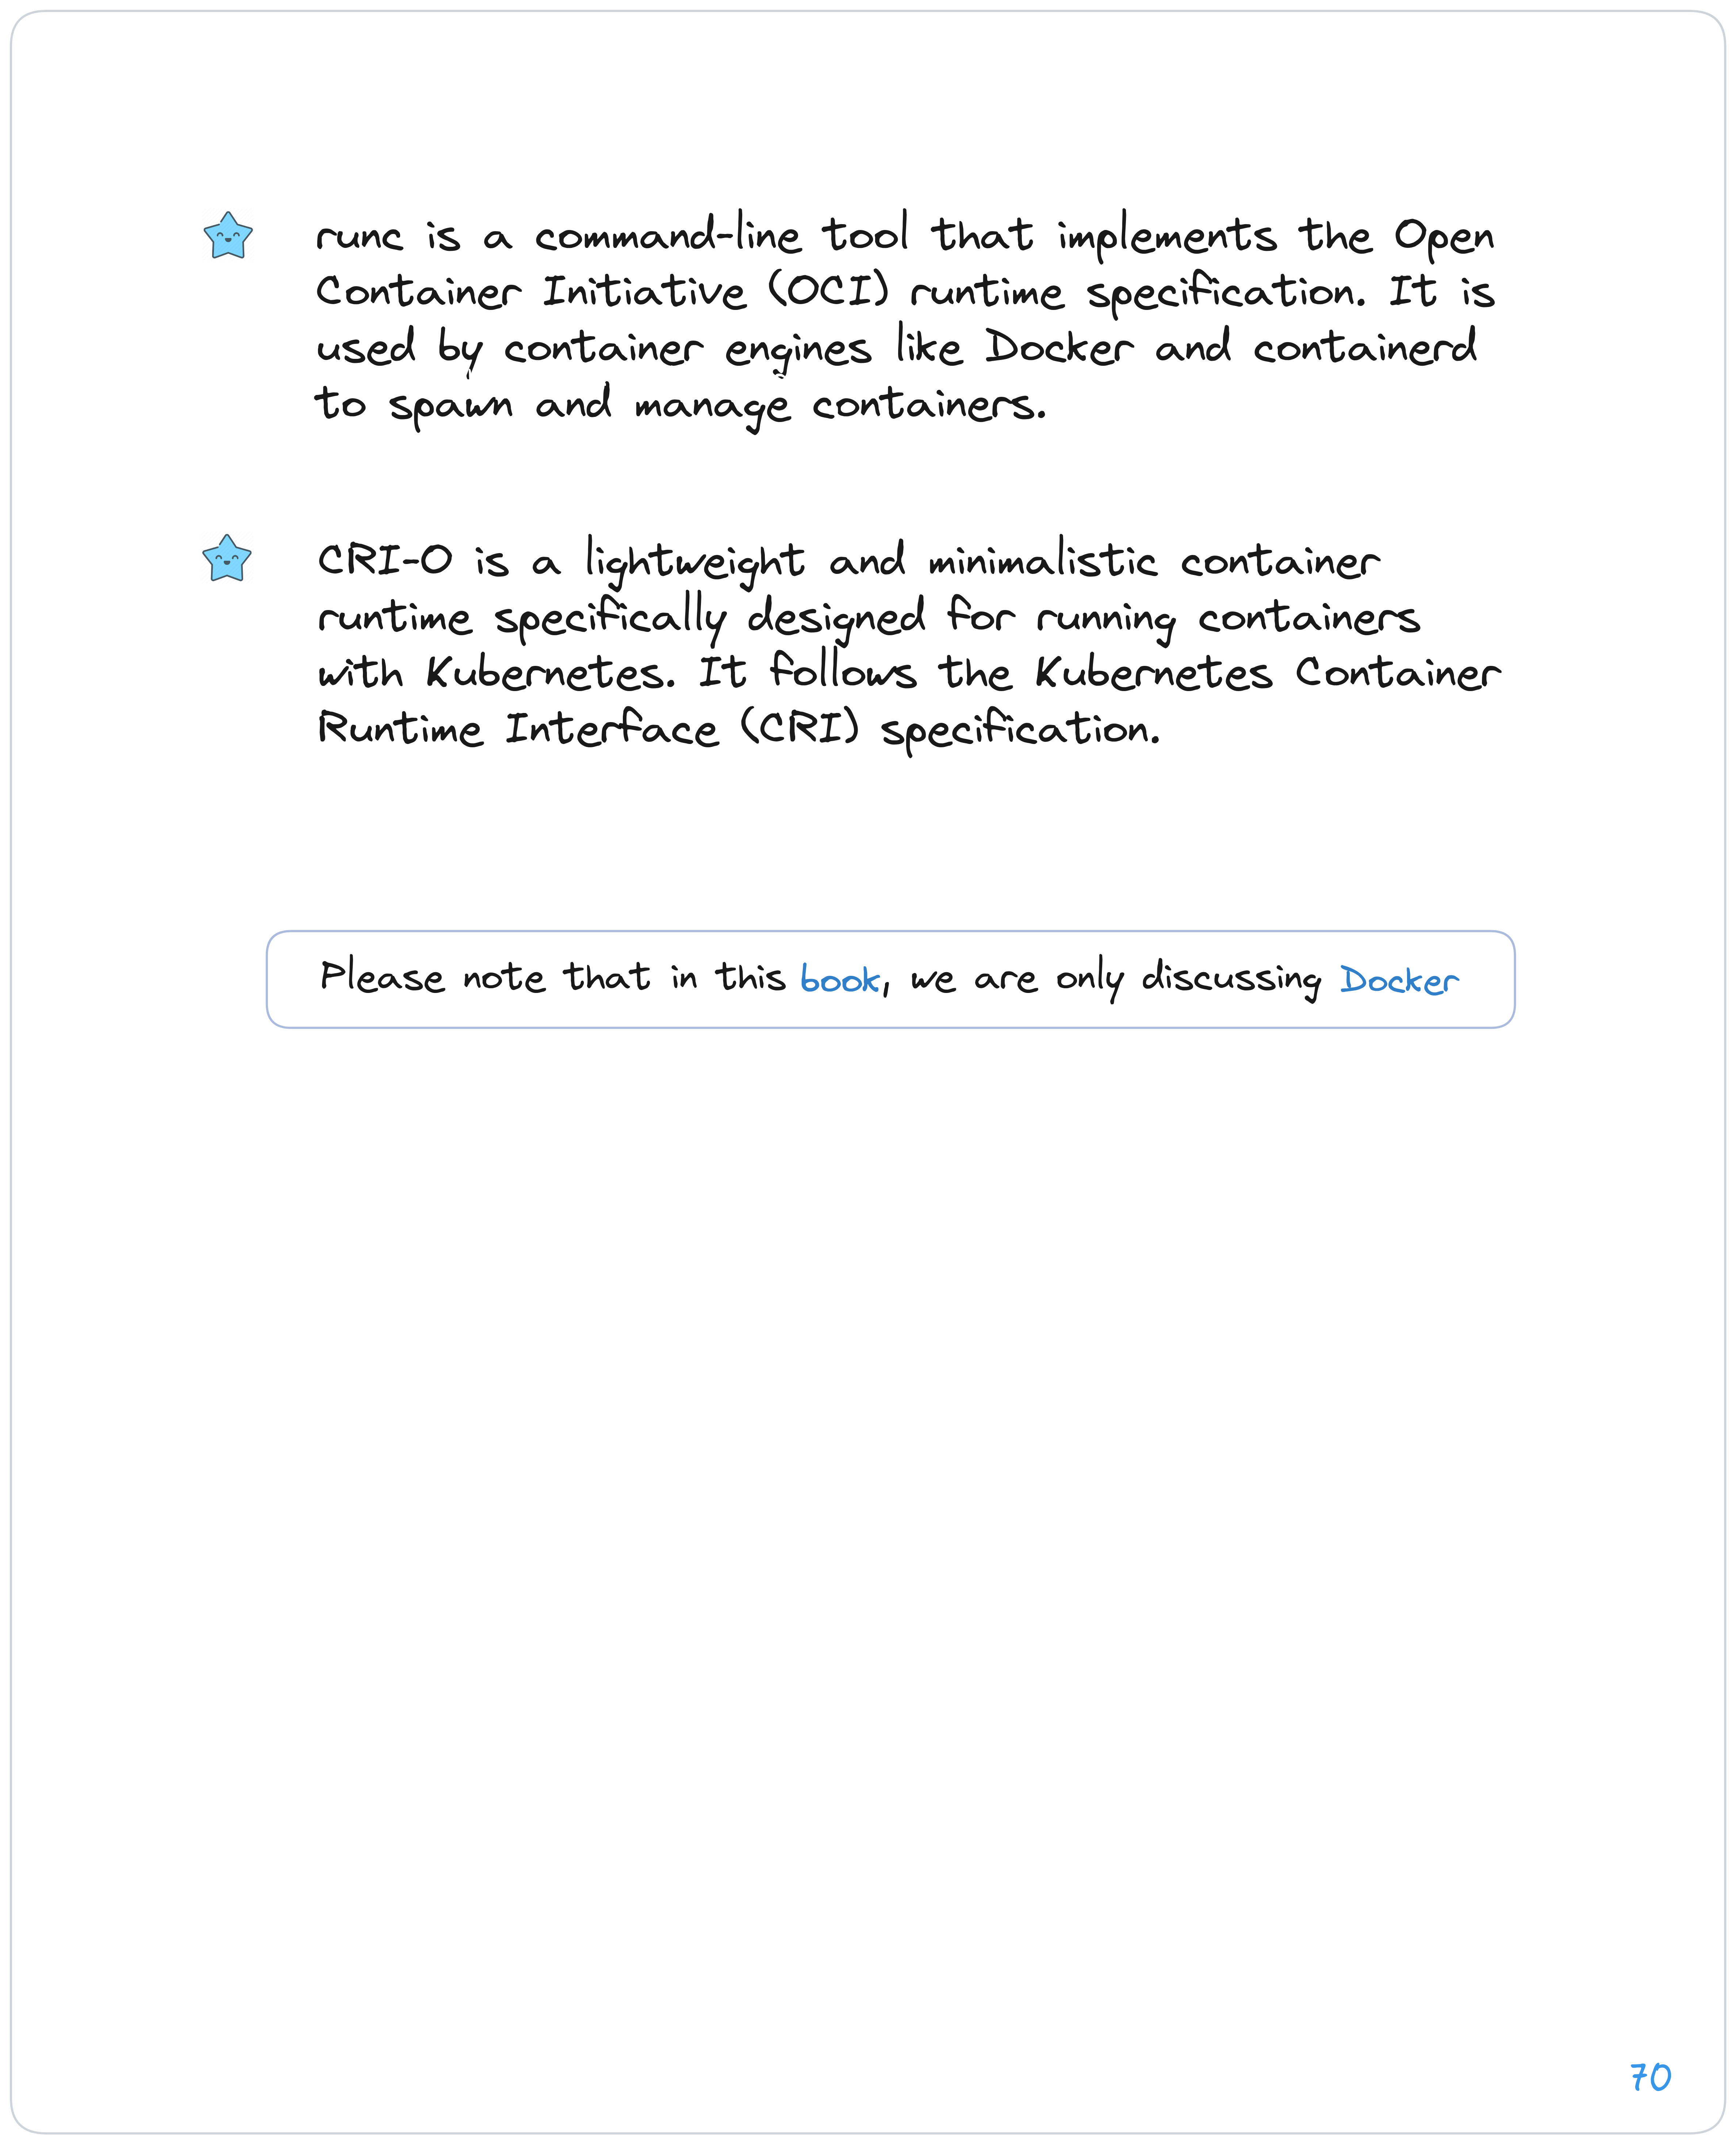 runc is a command-line tool that implements the Open
Container Initiative (OCI) runtime specification. It is
used by container engines like Docker and containerd
to spawn and manage containers.
CRI-O is a lightweight and minimalistic container
runtime specifically designed for running containers
with Kubernetes. It follows the Kubernetes Container
Runtime Interface (CRI) specification.
Please note that in this book, we are only discussing Docker
70